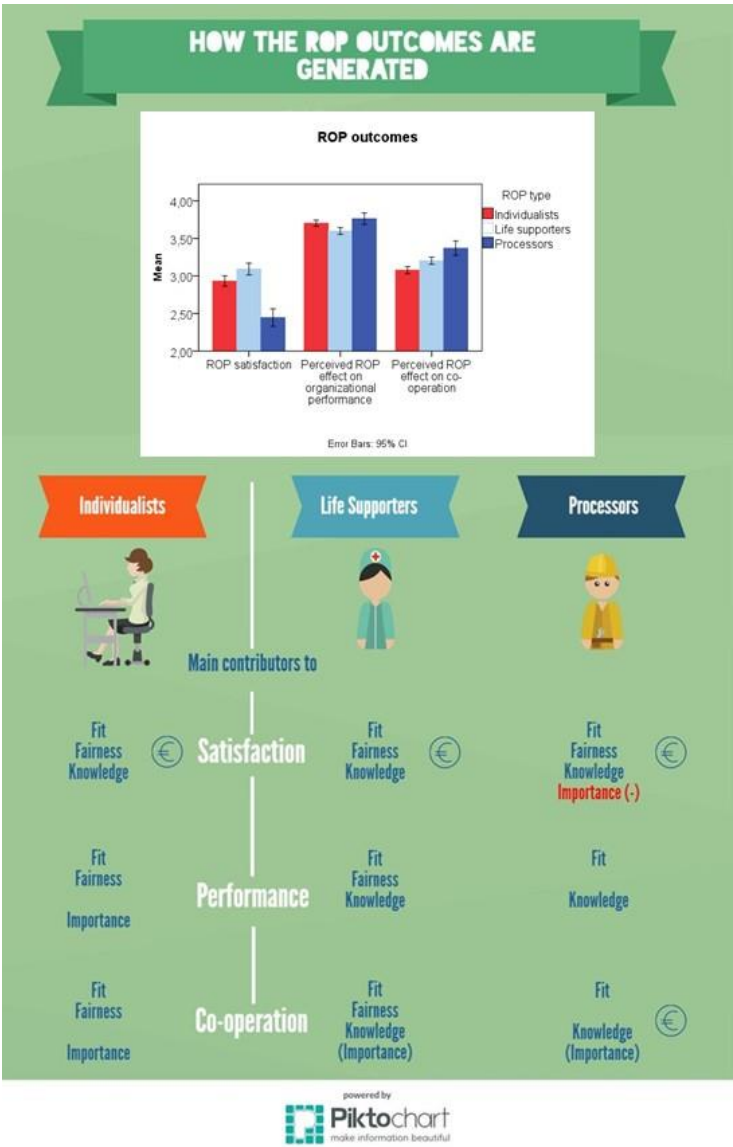 HOW THE ROP OUTCOMES ARE
GENERATED
ROP outcomes
4,00
3,50
3,00
2,50
2,00
Mean
ROP type
Individualists
Life supporters
Processors
ROP satisfaction
Perceived ROP
effect on
organizational
performance
Perceived ROP
effect on co-
operation
Error Bars: 95% CI
Individualists
Life Supporters
Processors
Main contributors to
Fit
Fairness
Knowledge
€
Satisfaction
Fit
Fairness
Knowledge
€
Fit
Fairness
Knowledge
Importance (-)
€
Fit
Fairness
Importance
Performance
Fit
Fairness
Knowledge
Fit
Knowledge
Fit
Fairness
Importance
Co-operation
Fit
Fairness
Knowledge
(Importance)
Fit
Knowledge
(Importance)
€
powered by
Piktochart
make information beautiful